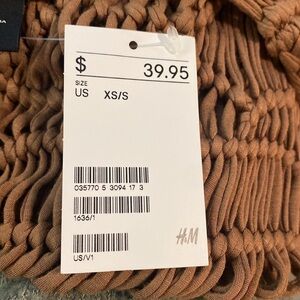 $ 39.95
SIZE
US XS/S
035770 5 3094 17 3
1636/1
US/V1
H&M